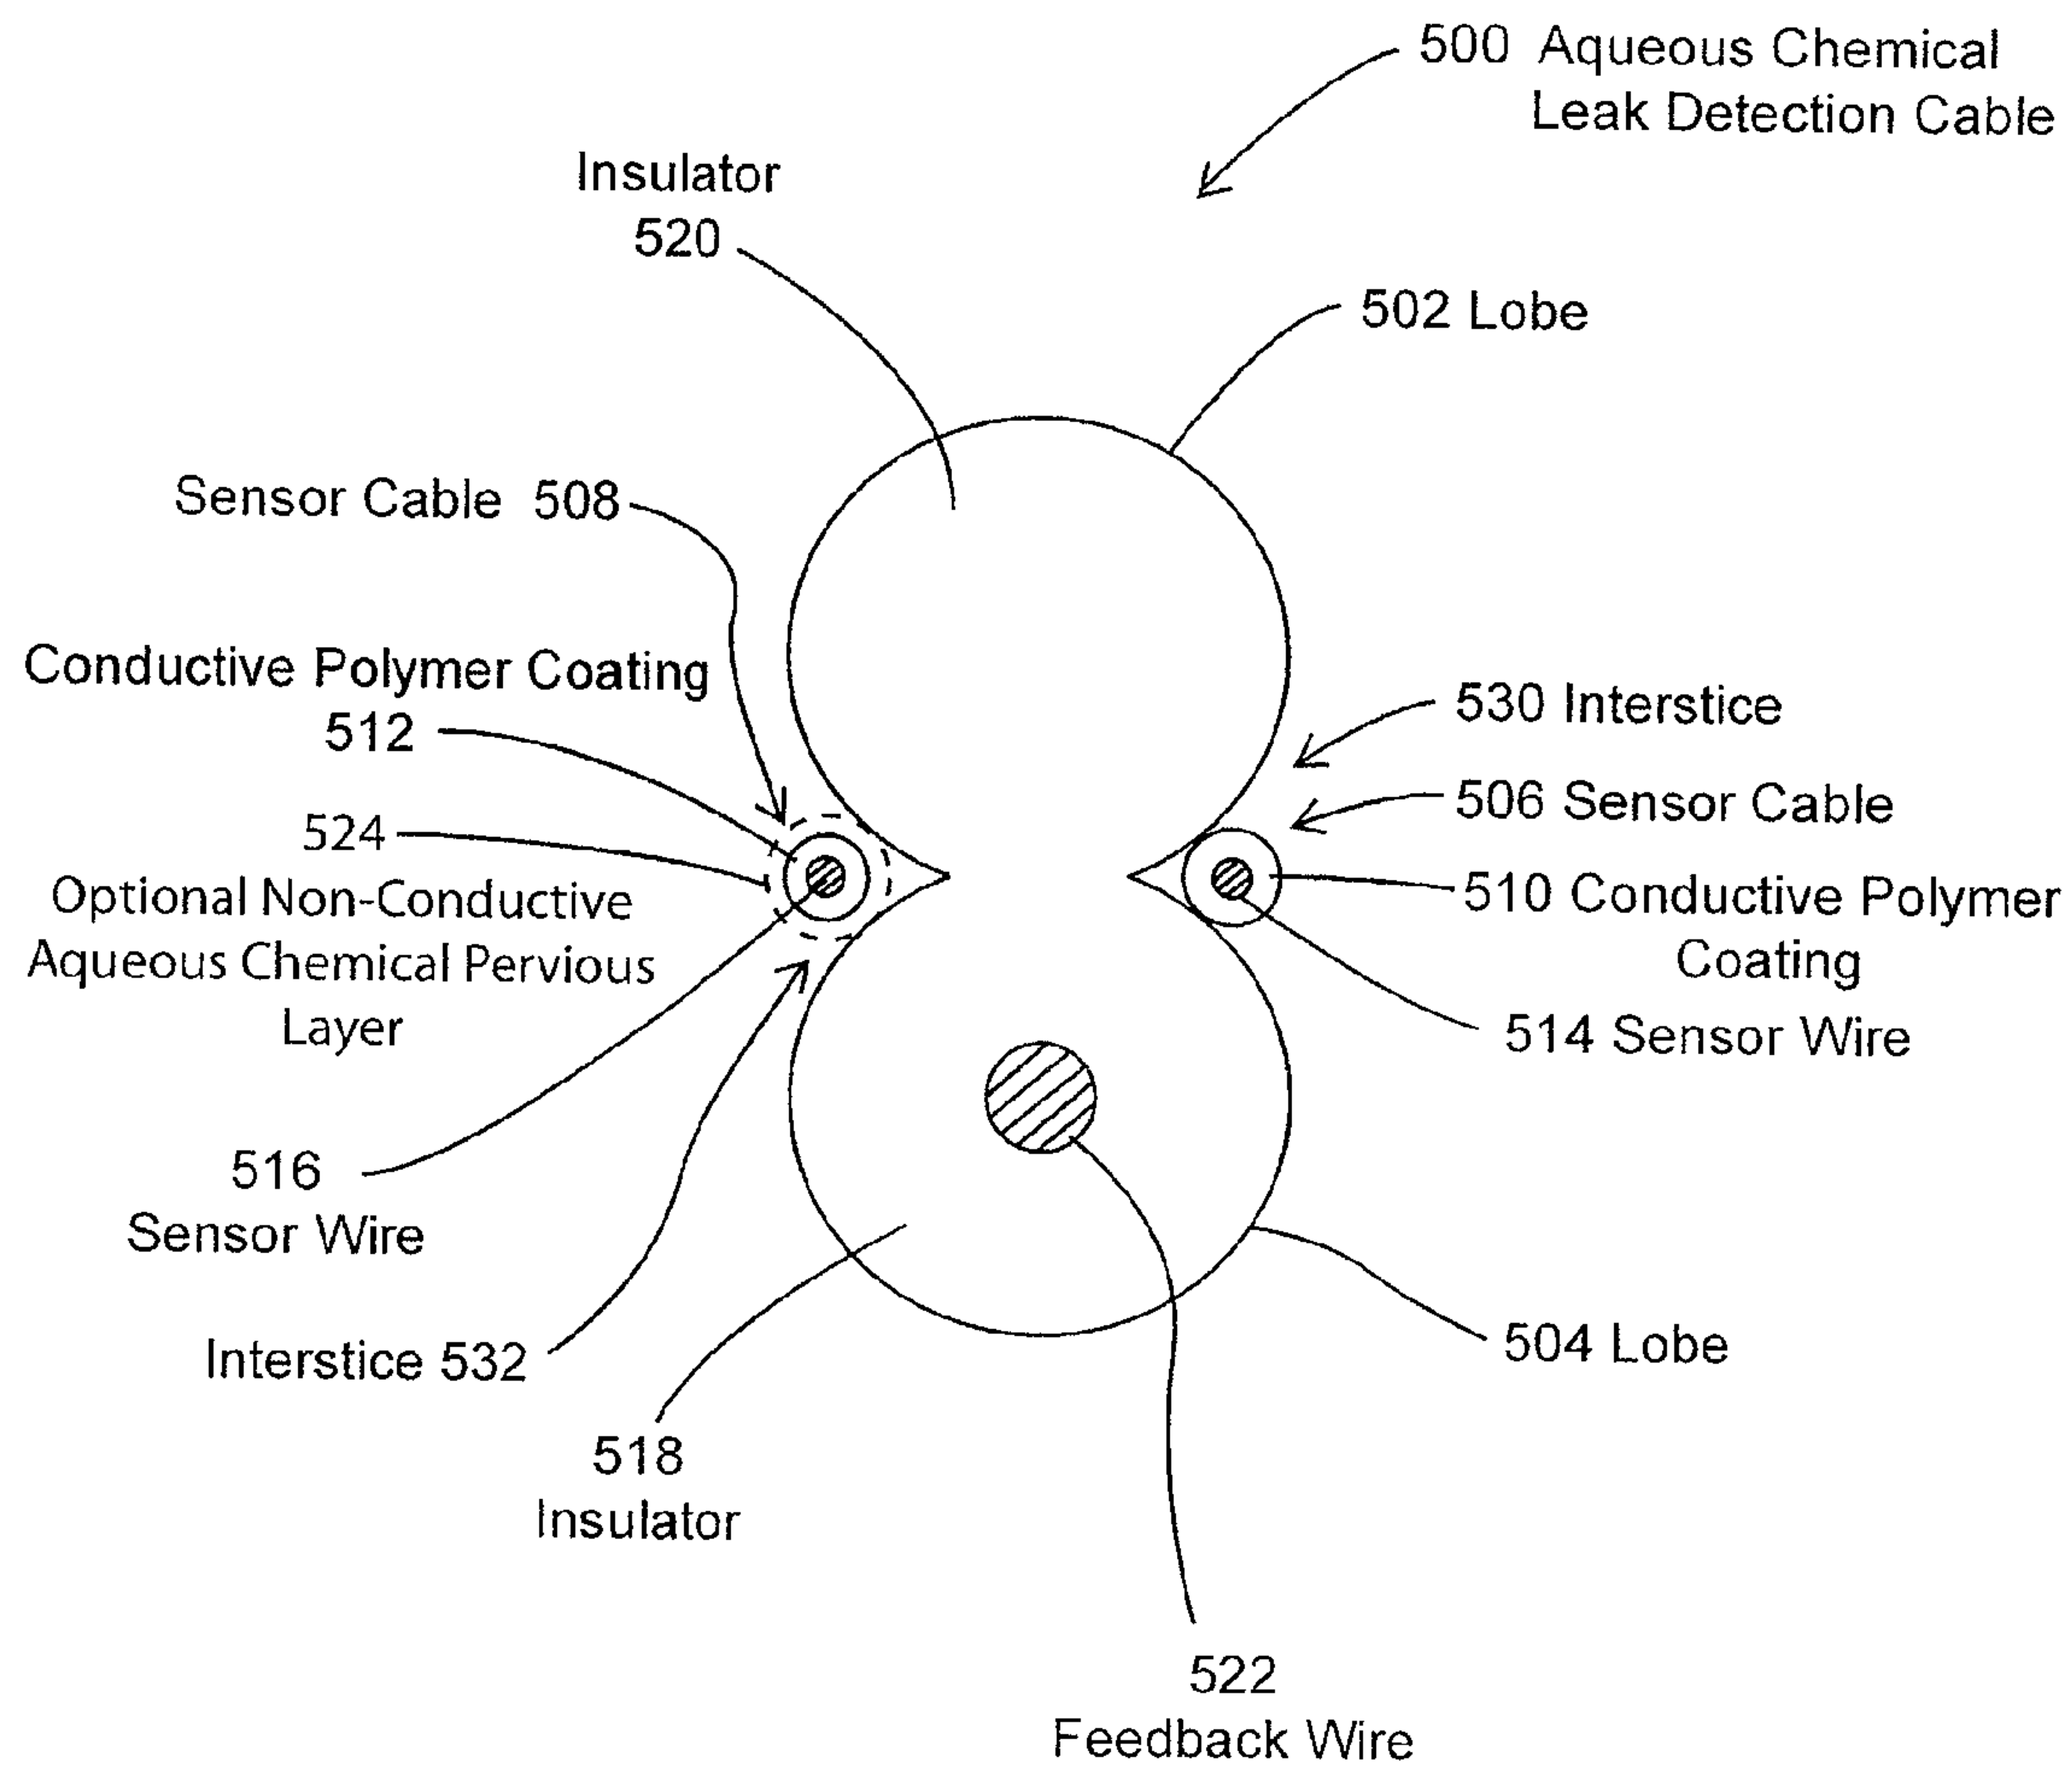 500 Aqueous Chemical
Leak Detection Cable
Insulator
520
502 Lobe
Sensor Cable 508
Conductive Polymer Coating
512
530 Interstice
506 Sensor Cable
524
Optional Non-Conductive
Aqueous Chemical Pervious
Layer
510 Conductive Polymer
Coating
514 Sensor Wire
516
Sensor Wire
Interstice 532
504 Lobe
518
Insulator
522
Feedback Wire